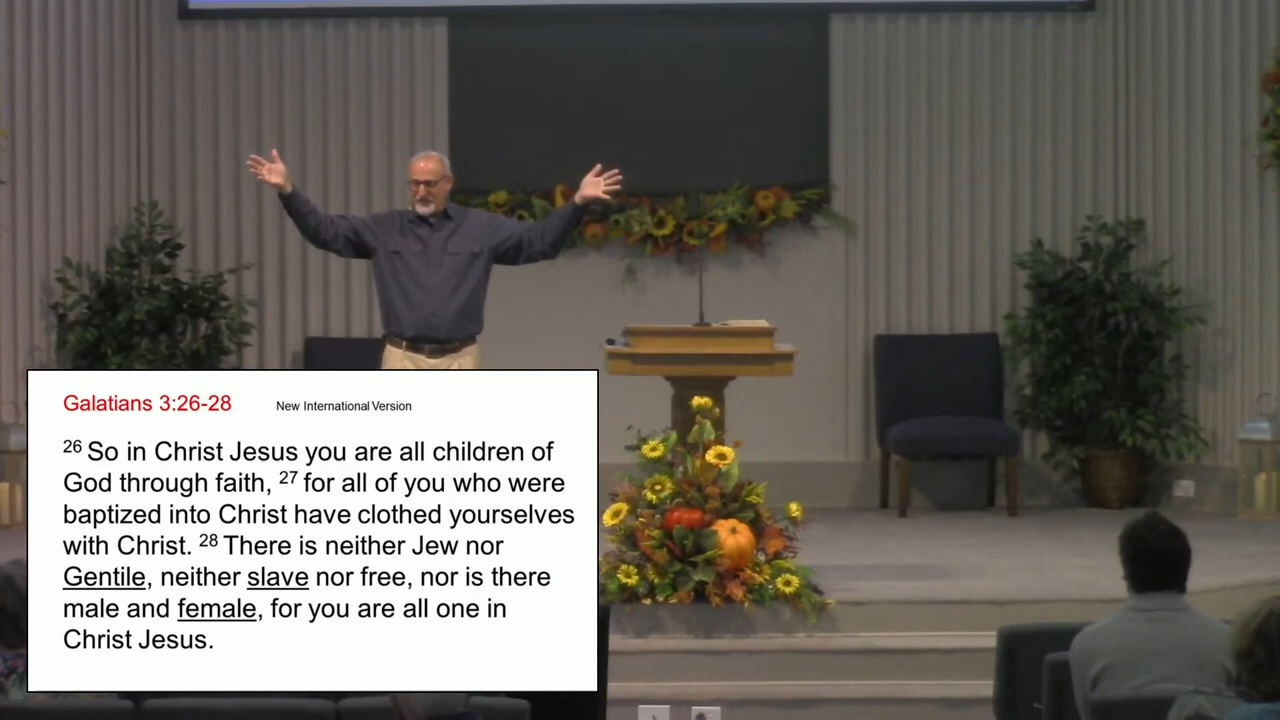 Galatians 3:26-28 New International Version
26 So in Christ Jesus you are all children of
God through faith, 27 for all of you who were
baptized into Christ have clothed yourselves
with Christ. 28 There is neither Jew nor
Gentile, neither slave nor free, nor is there
male and female, for you are all one in
Christ Jesus.